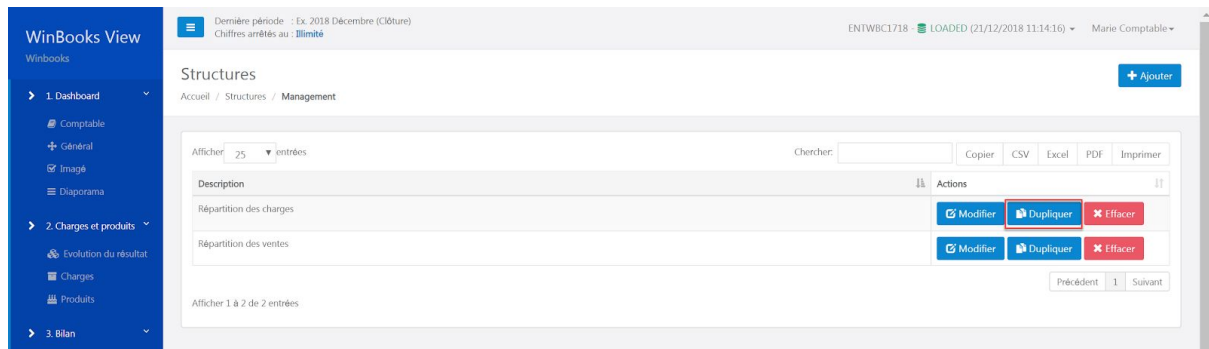 WinBooks View
Winbooks
1. Dashboard
Comptable
Général
Imagé
Diaporama
2. Charges et produits
Evolution du résultat
Charges
Produits
3. Bilan
Dernière période : Ex. 2018 Décembre (Clôture)
Chiffres arrêtés au : Illimité
ENTWBC1718 - LOADED (21/12/2018 11:14:16) Marie Comptable
Structures
Accueil / Structures / Management
Ajouter
Afficher 25 entrées Chercher: Copier CSV Excel PDF Imprimer
Description Actions
Répartition des charges Modifier Dupliquer Effacer
Répartition des ventes Modifier Dupliquer Effacer
Précédent 1 Suivant
Afficher 1 à 2 de 2 entrées